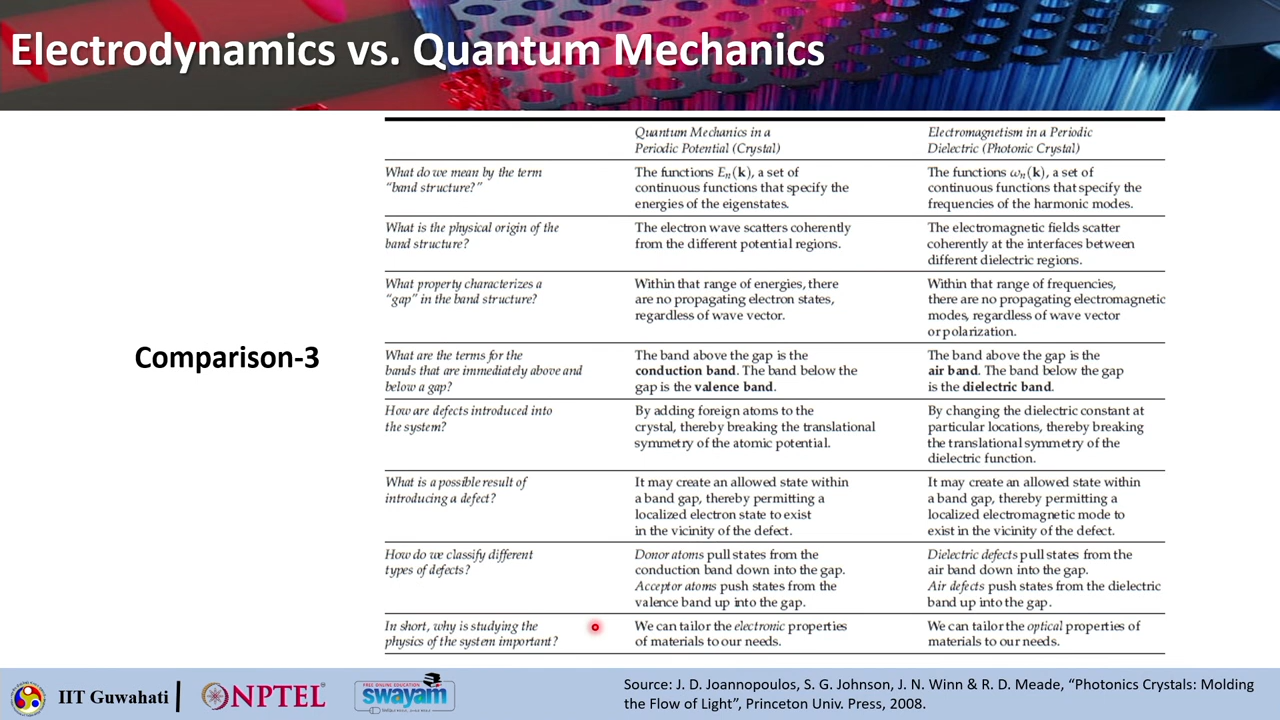 Electrodynamics vs. Quantum Mechanics
Comparison-3
Quantum Mechanics in a
Periodic Potential (Crystal)
Electromagnetism in a Periodic
Dielectric (Photonic Crystal)
What do we mean by the term
"band structure?"
The functions Eₙ(k), a set of
continuous functions that specify the
energies of the eigenstates.
The functions ωₙ(k), a set of
continuous functions that specify the
frequencies of the harmonic modes.
What is the physical origin of the
band structure?
The electron wave scatters coherently
from the different potential regions.
The electromagnetic fields scatter
coherently at the interfaces between
different dielectric regions.
What property characterizes a
"gap" in the band structure?
Within that range of energies, there
are no propagating electron states,
regardless of wave vector.
Within that range of frequencies,
there are no propagating electromagnetic
modes, regardless of wave vector
or polarization.
What are the terms for the
bands that are immediately above and
below a gap?
The band above the gap is the
conduction band. The band below the
gap is the valence band.
The band above the gap is the
air band. The band below the gap
is the dielectric band.
How are defects introduced into
the system?
By adding foreign atoms to the
crystal, thereby breaking the translational
symmetry of the atomic potential.
By changing the dielectric constant at
particular locations, thereby breaking
the translational symmetry of the
dielectric function.
What is a possible result of
introducing a defect?
It may create an allowed state within
a band gap, thereby permitting a
localized electron state to exist
in the vicinity of the defect.
It may create an allowed state within
a band gap, thereby permitting a
localized electromagnetic mode to
exist in the vicinity of the defect.
How do we classify different
types of defects?
Donor atoms pull states from the
conduction band down into the gap.
Acceptor atoms push states from the
valence band up into the gap.
Dielectric defects pull states from the
air band down into the gap.
Air defects push states from the dielectric
band up into the gap.
In short, why is studying the
physics of the system important?
We can tailor the electronic properties
of materials to our needs.
We can tailor the optical properties of
materials to our needs.
IIT Guwahati
NPTEL
FREE ONLINE EDUCATION
swayam
Source: J. D. Joannopoulos, S. G. Johnson, J. N. Winn & R. D. Meade, "Photonics Crystals: Molding
the Flow of Light", Princeton Univ. Press, 2008.